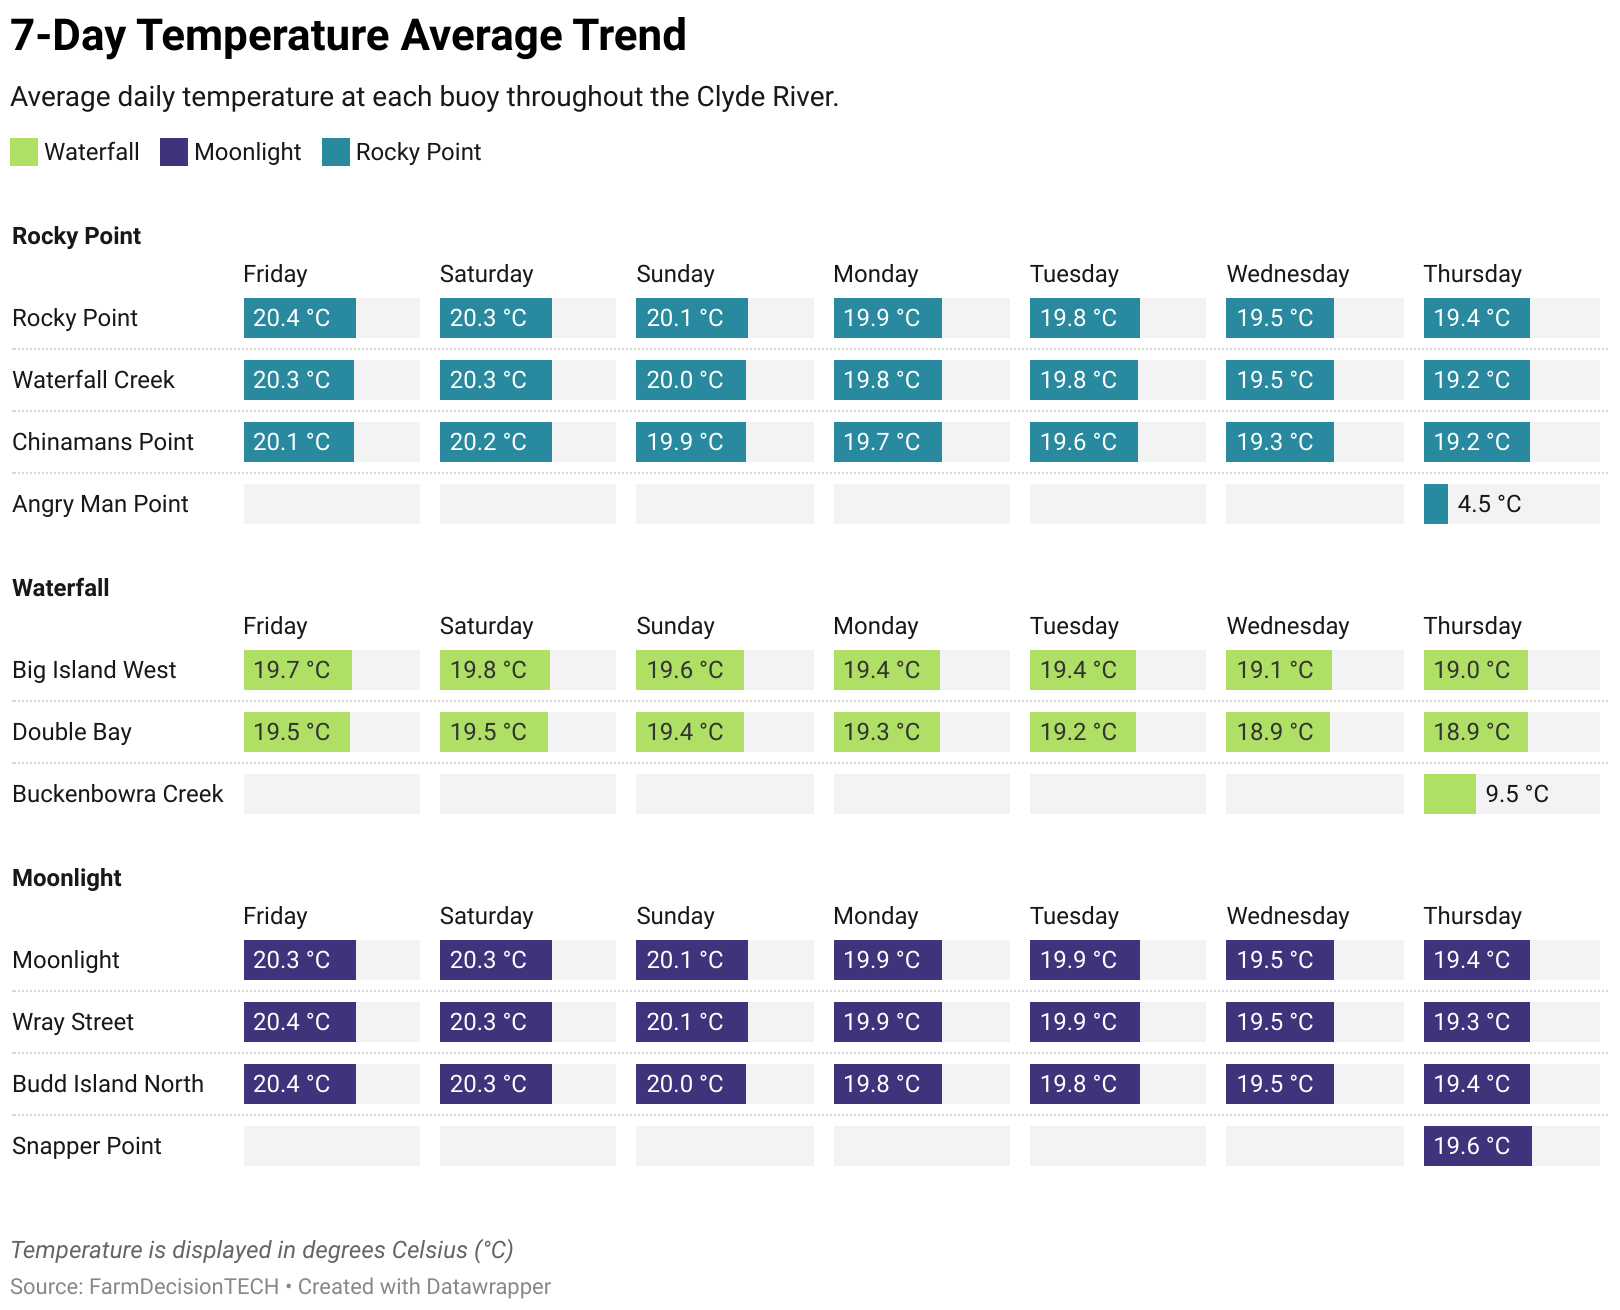 7-Day Temperature Average Trend
Average daily temperature at each buoy throughout the Clyde River.
Waterfall Moonlight Rocky Point
Rocky Point
Friday Saturday Sunday Monday Tuesday Wednesday Thursday
Rocky Point 20.4 °C 20.3 °C 20.1 °C 19.9 °C 19.8 °C 19.5 °C 19.4 °C
Waterfall Creek 20.3 °C 20.3 °C 20.0 °C 19.8 °C 19.8 °C 19.5 °C 19.2 °C
Chinamans Point 20.1 °C 20.2 °C 19.9 °C 19.7 °C 19.6 °C 19.3 °C 19.2 °C
Angry Man Point 4.5 °C
Waterfall
Friday Saturday Sunday Monday Tuesday Wednesday Thursday
Big Island West 19.7 °C 19.8 °C 19.6 °C 19.4 °C 19.4 °C 19.1 °C 19.0 °C
Double Bay 19.5 °C 19.5 °C 19.4 °C 19.3 °C 19.2 °C 18.9 °C 18.9 °C
Buckenbowra Creek 9.5 °C
Moonlight
Friday Saturday Sunday Monday Tuesday Wednesday Thursday
Moonlight 20.3 °C 20.3 °C 20.1 °C 19.9 °C 19.9 °C 19.5 °C 19.4 °C
Wray Street 20.4 °C 20.3 °C 20.1 °C 19.9 °C 19.9 °C 19.5 °C 19.3 °C
Budd Island North 20.4 °C 20.3 °C 20.0 °C 19.8 °C 19.8 °C 19.5 °C 19.4 °C
Snapper Point 19.6 °C
Temperature is displayed in degrees Celsius (°C)
Source: FarmDecisionTECH • Created with Datawrapper